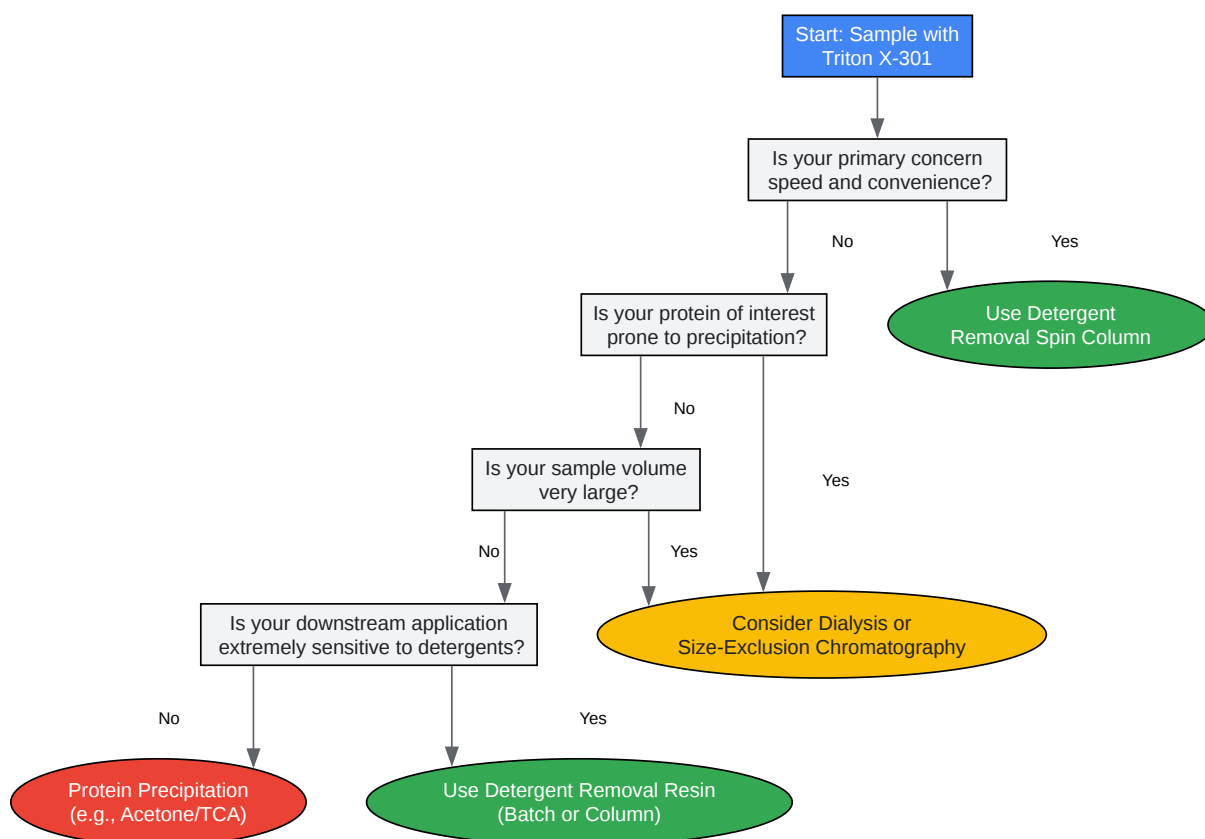 Start: Sample with
Triton X-301
Is your primary concern
speed and convenience?
No
Yes
Is your protein of interest
prone to precipitation?
Use Detergent
Removal Spin Column
No
Yes
Is your sample volume
very large?
No
Yes
Is your downstream application
extremely sensitive to detergents?
Consider Dialysis or
Size-Exclusion Chromatography
No
Yes
Protein Precipitation
(e.g., Acetone/TCA)
Use Detergent Removal Resin
(Batch or Column)